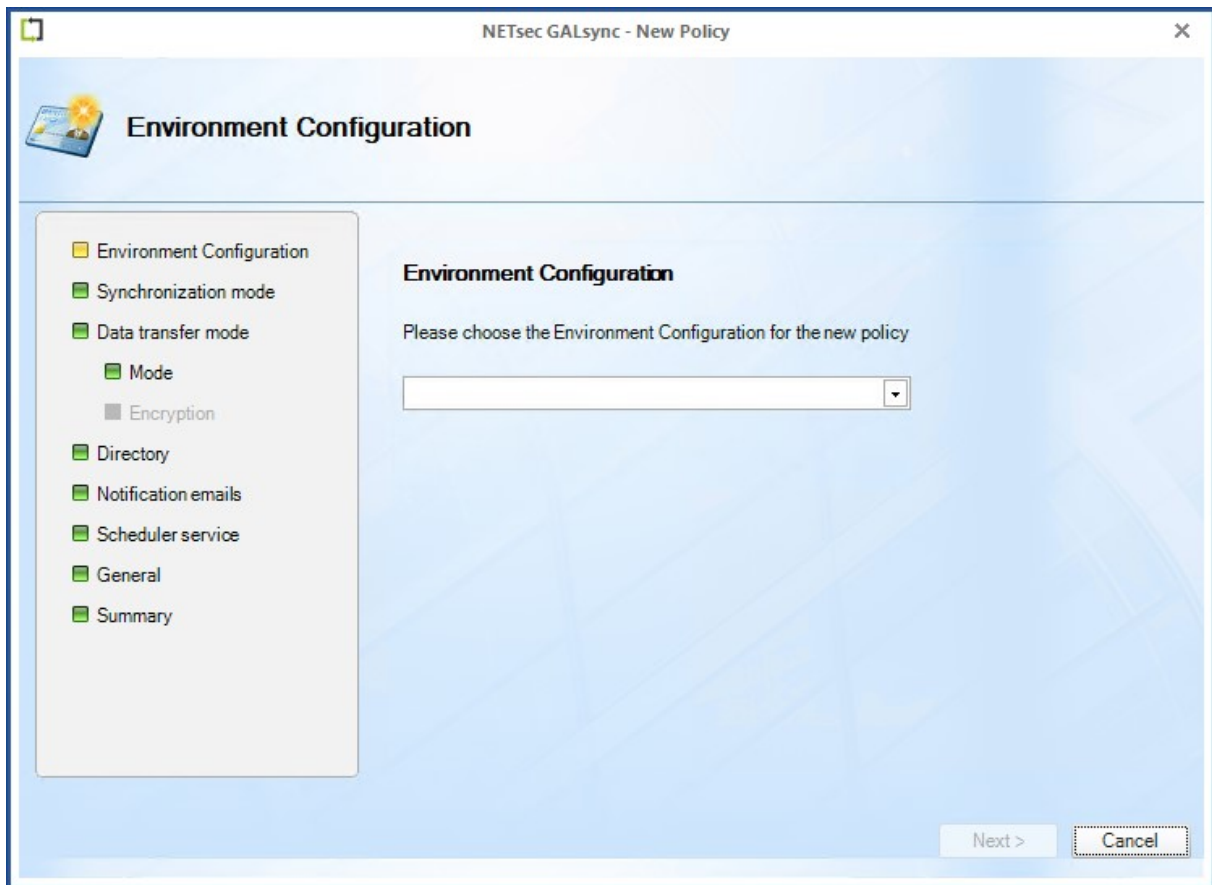 NETsec GALsync - New Policy
Environment Configuration
Environment Configuration
Synchronization mode
Data transfer mode
Mode
Encryption
Directory
Notification emails
Scheduler service
General
Summary
Environment Configuration
Please choose the Environment Configuration for the new policy
Next >
Cancel